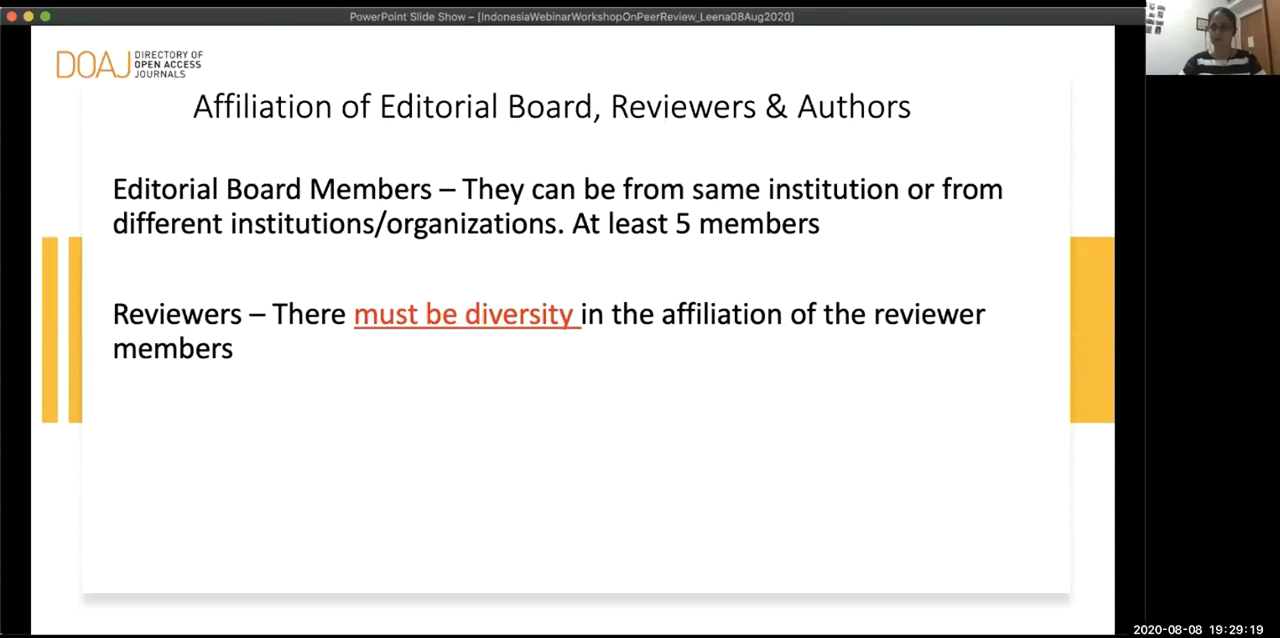 PowerPoint Slide Show – [IndonesiaWebinarWorkshopOnPeerReview_Leena08Aug2020]
DOAJ
DIRECTORY OF
OPEN ACCESS
JOURNALS
Affiliation of Editorial Board, Reviewers & Authors
Editorial Board Members – They can be from same institution or from
different institutions/organizations. At least 5 members
Reviewers – There must be diversity in the affiliation of the reviewer
members
2020-08-08 19:29:19